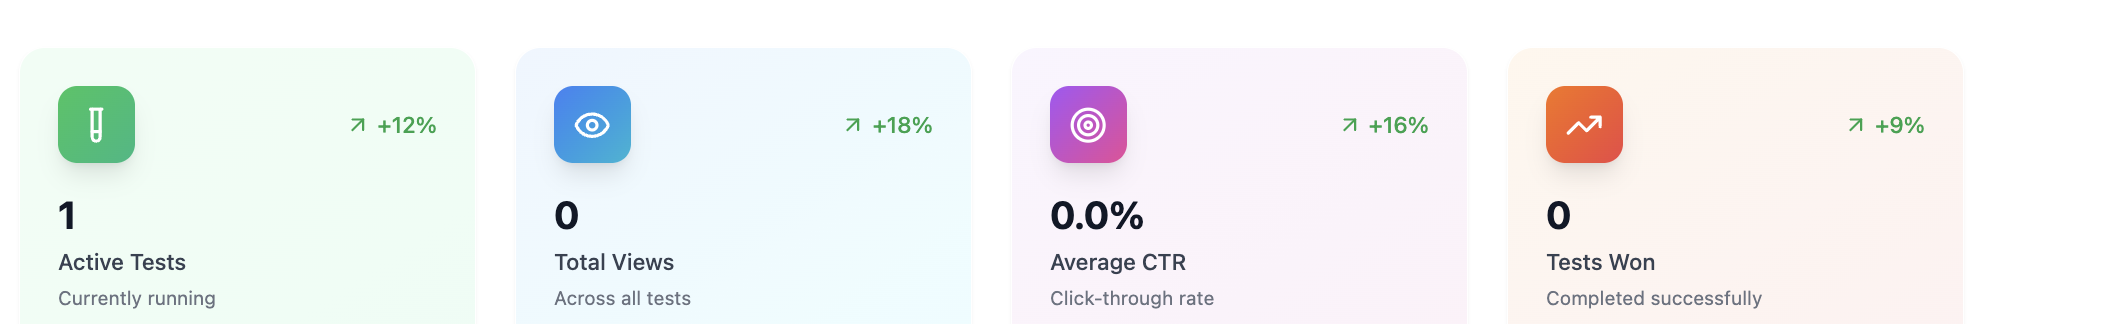 +12%
1
Active Tests
Currently running
+18%
0
Total Views
Across all tests
+16%
0.0%
Average CTR
Click-through rate
+9%
0
Tests Won
Completed successfully